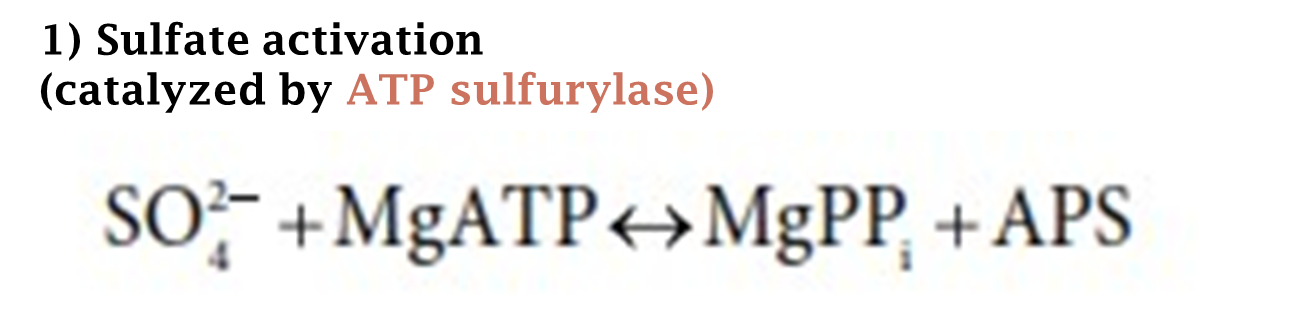 1) Sulfate activation
(catalyzed by ATP sulfurylase)
SO₄²⁻ + MgATP ↔ MgPPᵢ + APS